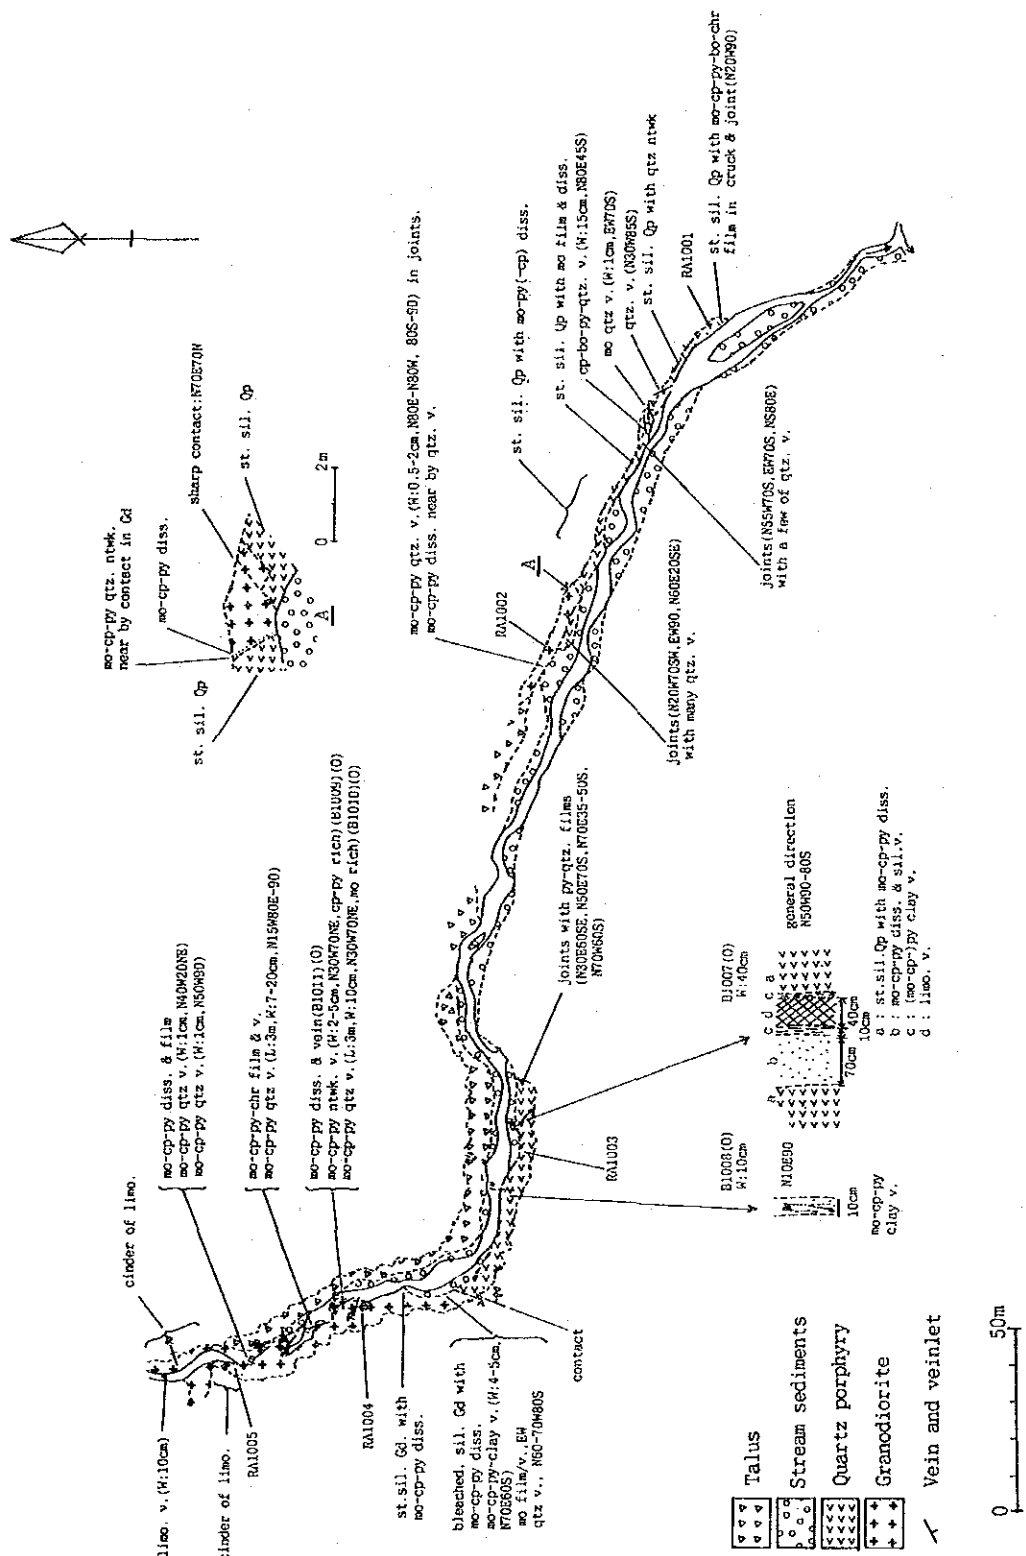 mo-cp-py qtz. ntwk.
near by contact in Gd
mo-cp-py diss.
sharp contact:N70E70N
st. sil. Qp
st. sil. Qp
A
0 2m
limo. v.(W:10cm)
cinder of limo.
cinder of limo.
RA1005
mo-cp-py diss. & film
mo-cp-py qtz v.(W:1cm,N40W20NE)
mo-cp-py qtz v.(W:1cm,N50W90)
mo-cp-py-chr film & v.
mo-cp-py qtz v.(L:3m,W:7-20cm,N15W80E-90)
mo-cp-py diss. & vein(B1011)(O)
mo-cp-py ntwk. v.(W:2-5cm,N30W70NE,cp-py rich)(B1009)(O)
mo-cp-py qtz v.(L:3m,W:10cm,N30W70NE,mo rich)(B1010)(O)
RA1004
st.sil. Gd. with
mo-cp-py diss.
bleached, sil. Gd with
mo-cp-py diss.
mo-cp-py-clay v.(W:4-5cm,
N70E60S)
mo film/v.,EW
qtz v., N60-70W80S
contact
mo-cp-py qtz v.(W:0.5-2cm,N80E-N80W, 80S-90) in joints.
mo-cp-py diss. near by qtz. v.
RA1002
A
st. sil. Qp with mo-py(-cp) diss.
st. sil. Qp with mo film & diss.
cp-bo-py-qtz. v.(W:15cm,N80E45S)
mo qtz v.(W:1cm,EW70S)
qtz. v.(N30W85S)
st. sil. Qp with qtz ntwk
RA1001
st. sil. Qp with mo-cp-py-bo-chr
film in cruck & joint(N20W90)
joints(N55W70S,EW70S,NS80E)
with a few of qtz. v.
joints(N20W70SW,EW90,N60E20SE)
with many qtz. v.
joints with py-qtz. films
(N30E60SE,N50E70S,N70E35-50S,
N70W60S)
RA1003
B1008(O)
W:10cm
N10E90
10cm
mo-cp-py
clay v.
B1007(O)
W:40cm
a b c d c a
general direction
N50W90-80S
70cm 10cm 40cm
a : st.sil.Qp with mo-cp-py diss.
b : mo-cp-py diss. & sil.v.
c : (mo-cp-)py clay v.
d : limo. v.
Talus
Stream sediments
Quartz porphyry
Granodiorite
Vein and veinlet
0 50m